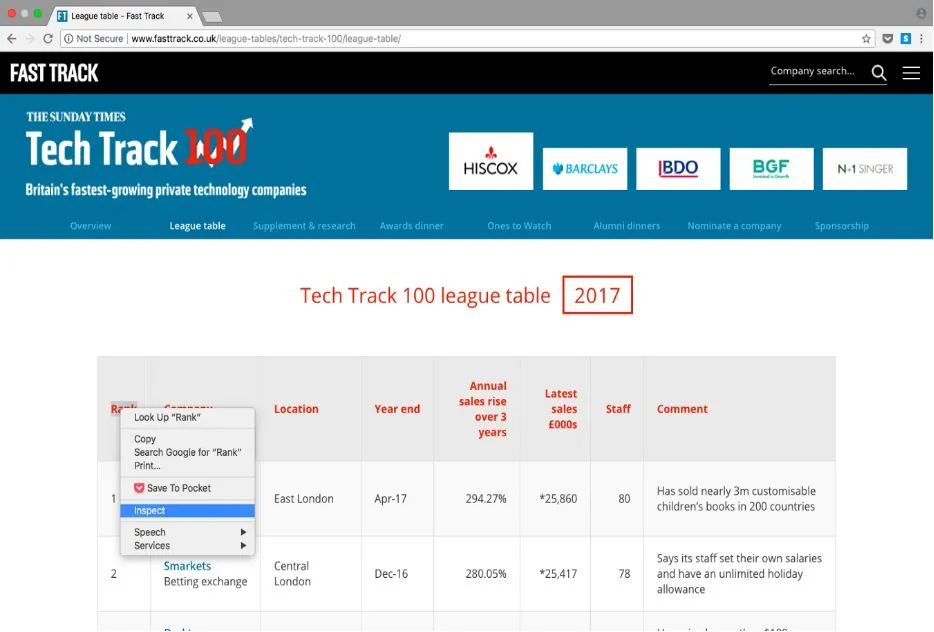 League table - Fast Track
Not Secure | www.fasttrack.co.uk/league-tables/tech-track-100/league-table/
FAST TRACK
Company search...
THE SUNDAY TIMES
Tech Track 100
Britain's fastest-growing private technology companies
HISCOX
BARCLAYS
BDO
BGF
N+1 SINGER
Overview
League table
Supplement & research
Awards dinner
Ones to Watch
Alumni dinners
Nominate a company
Sponsorship
Tech Track 100 league table 2017
Rank
Company
Location
Year end
Annual
sales rise
over 3
years
Latest
sales
£000s
Staff
Comment
Look Up "Rank"
Copy
Search Google for "Rank"
Print...
Save To Pocket
Inspect
Speech
Services
1
East London
Apr-17
294.27%
*25,860
80
Has sold nearly 3m customisable
children's books in 200 countries
2
Smarkets
Betting exchange
Central
London
Dec-16
280.05%
*25,417
78
Says its staff set their own salaries
and have an unlimited holiday
allowance